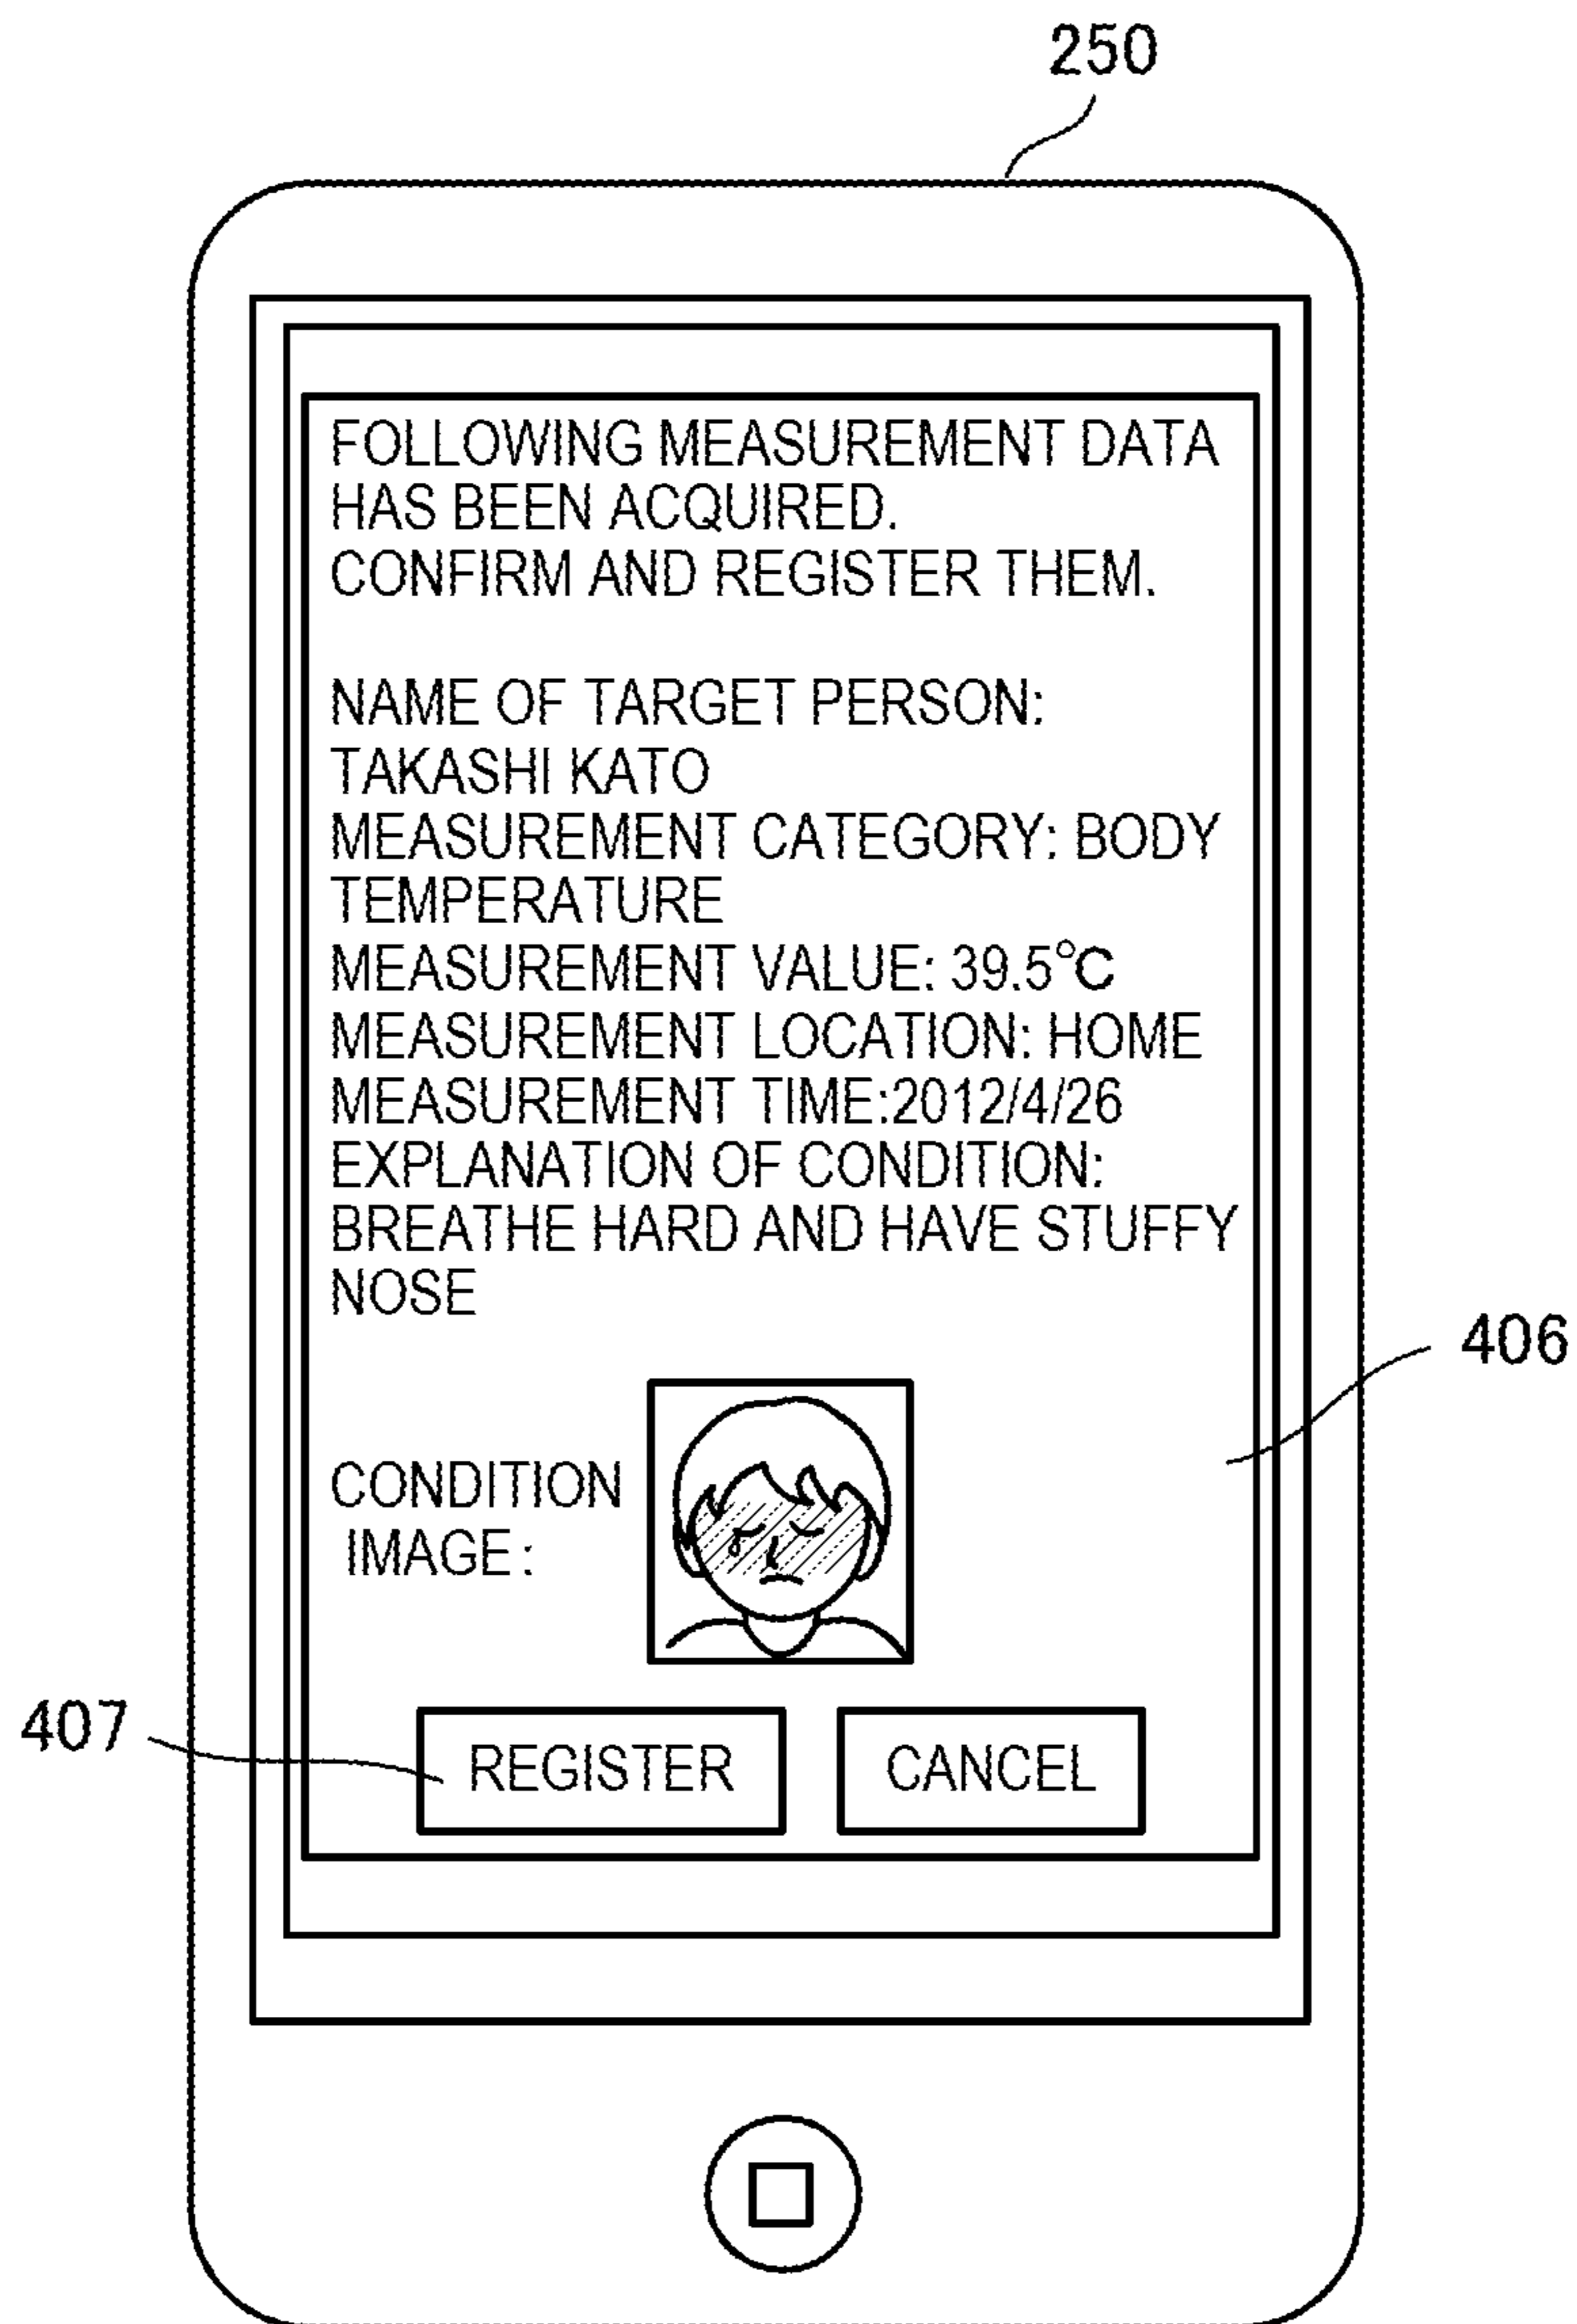 250
FOLLOWING MEASUREMENT DATA
HAS BEEN ACQUIRED.
CONFIRM AND REGISTER THEM.
NAME OF TARGET PERSON:
TAKASHI KATO
MEASUREMENT CATEGORY: BODY
TEMPERATURE
MEASUREMENT VALUE: 39.5°C
MEASUREMENT LOCATION: HOME
MEASUREMENT TIME:2012/4/26
EXPLANATION OF CONDITION:
BREATHE HARD AND HAVE STUFFY
NOSE
406
CONDITION
IMAGE :
407
REGISTER
CANCEL